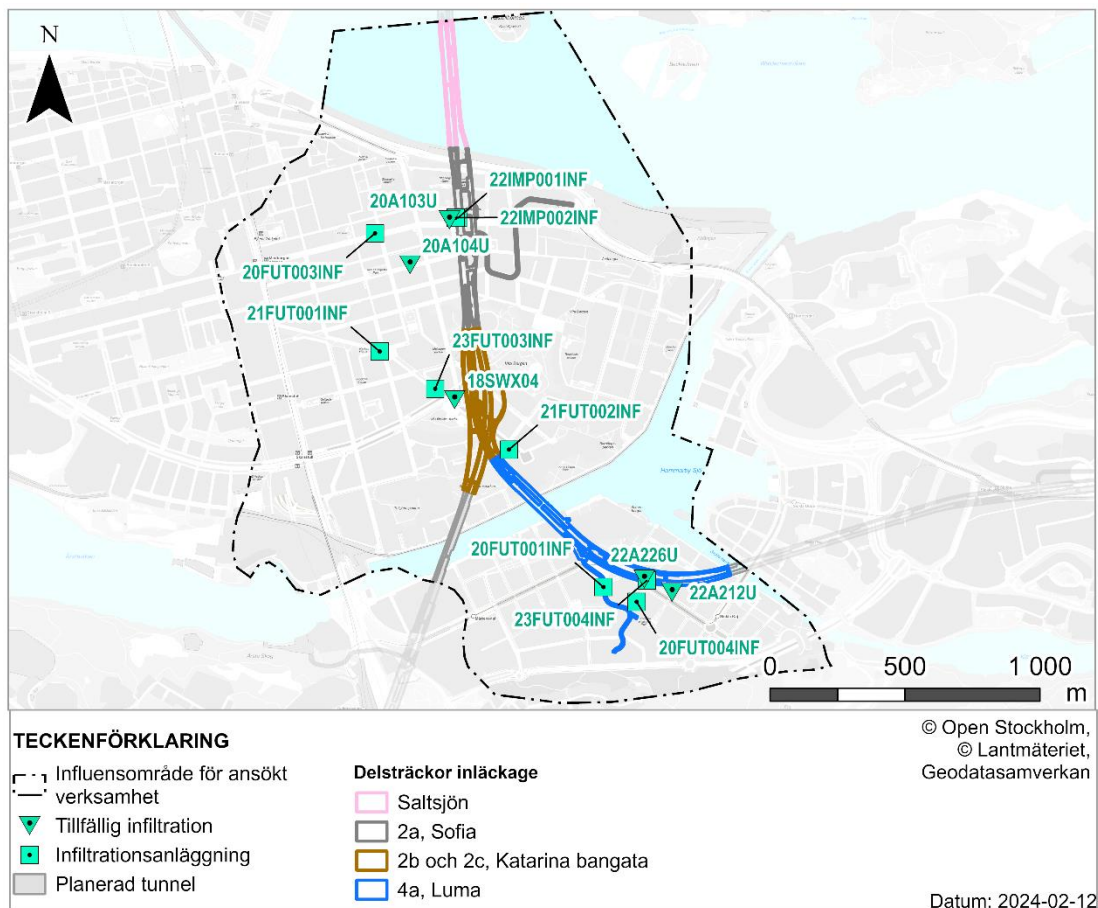 N
22IMP001INF
20A103U
22IMP002INF
20A104U
20FUT003INF
21FUT001INF
23FUT003INF
18SWX04
21FUT002INF
Hammarby Sjö
20FUT001INF
22A226U
22A212U
23FUT004INF
20FUT004INF
0 500 1 000
m
TECKENFÖRKLARING
Influensområde för ansökt
verksamhet
Tillfällig infiltration
Infiltrationsanläggning
Planerad tunnel
Delsträckor inläckage
Saltsjön
2a, Sofia
2b och 2c, Katarina bangata
4a, Luma
© Open Stockholm,
© Lantmäteriet,
Geodatasamverkan
Datum: 2024-02-12